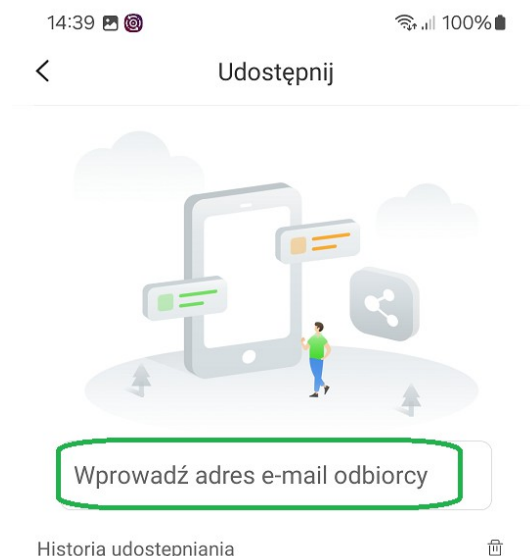 14:39 100%
Udostępnij
Wprowadź adres e-mail odbiorcy
Historia udostępniania